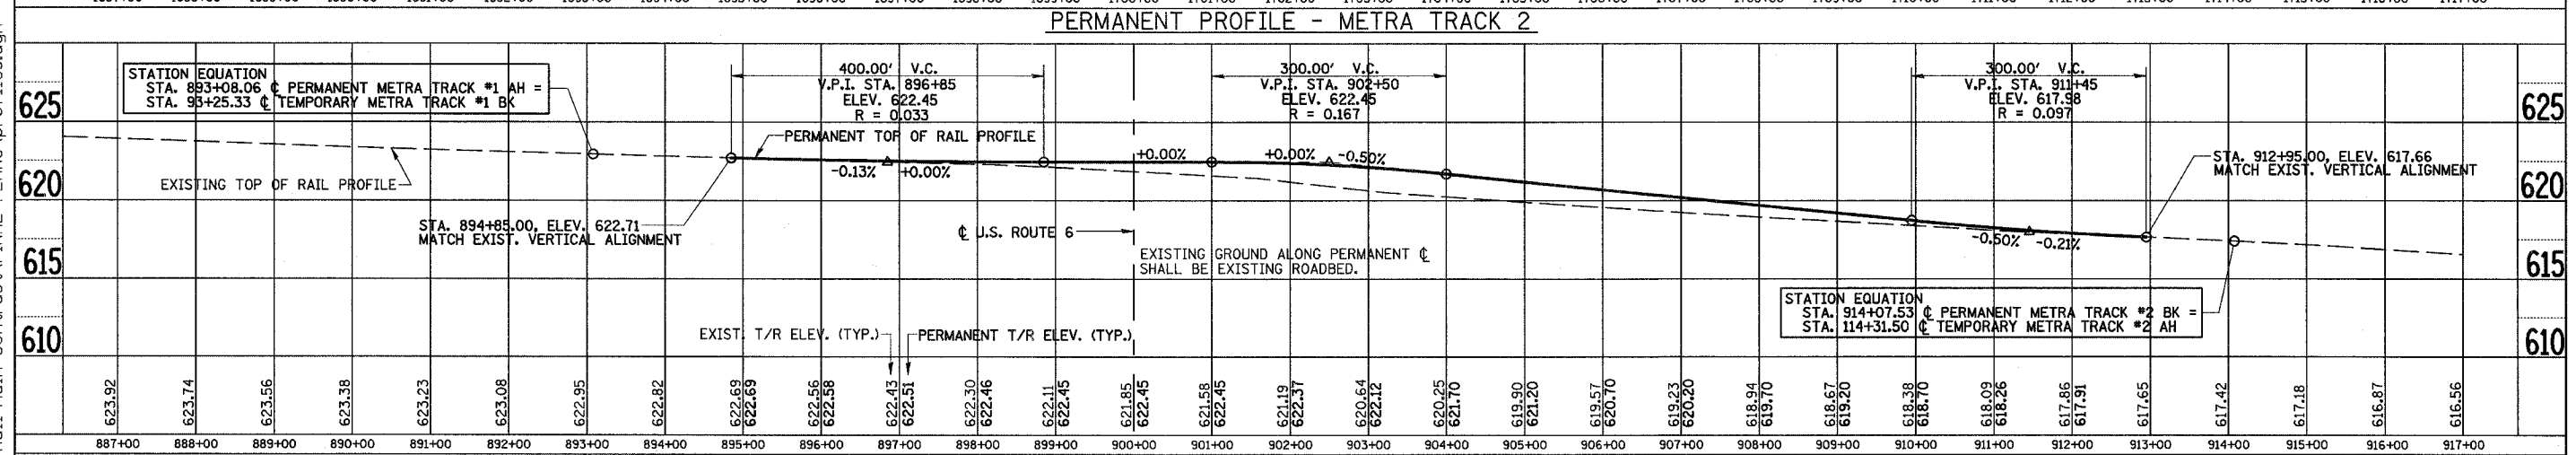 PERMANENT PROFILE - METRA TRACK 2
STATION EQUATION
STA. 893+08.06 ℄ PERMANENT METRA TRACK #1 AH =
STA. 93+25.33 ℄ TEMPORARY METRA TRACK #1 BK
400.00' V.C.
V.P.I. STA. 896+85
ELEV. 622.45
R = 0.033
300.00' V.C.
V.P.I. STA. 902+50
ELEV. 622.45
R = 0.167
300.00' V.C.
V.P.I. STA. 911+45
ELEV. 617.98
R = 0.097
625
625
PERMANENT TOP OF RAIL PROFILE
+0.00%
+0.00%
-0.50%
STA. 912+95.00, ELEV. 617.66
MATCH EXIST. VERTICAL ALIGNMENT
EXISTING TOP OF RAIL PROFILE
-0.13%
+0.00%
620
620
STA. 894+85.00, ELEV. 622.71
MATCH EXIST. VERTICAL ALIGNMENT
℄ U.S. ROUTE 6
-0.50%
-0.21%
EXISTING GROUND ALONG PERMANENT ℄
SHALL BE EXISTING ROADBED.
615
615
STATION EQUATION
STA. 914+07.53 ℄ PERMANENT METRA TRACK #2 BK =
STA. 114+31.50 ℄ TEMPORARY METRA TRACK #2 AH
EXIST. T/R ELEV. (TYP.)
PERMANENT T/R ELEV. (TYP.)
610
610
623.92
623.74
623.56
623.38
623.23
623.08
622.95
622.82
622.69
622.69
622.56
622.58
622.43
622.51
622.30
622.46
622.11
622.45
621.85
622.45
621.58
622.45
621.19
622.37
620.64
622.12
620.25
621.70
619.90
621.20
619.57
620.70
619.23
620.20
618.94
619.70
618.67
619.20
618.38
618.70
618.09
618.26
617.86
617.91
617.65
617.42
617.18
616.87
616.56
887+00 888+00 889+00 890+00 891+00 892+00 893+00 894+00 895+00 896+00 897+00 898+00 899+00 900+00 901+00 902+00 903+00 904+00 905+00 906+00 907+00 908+00 909+00 910+00 911+00 912+00 913+00 914+00 915+00 916+00 917+00